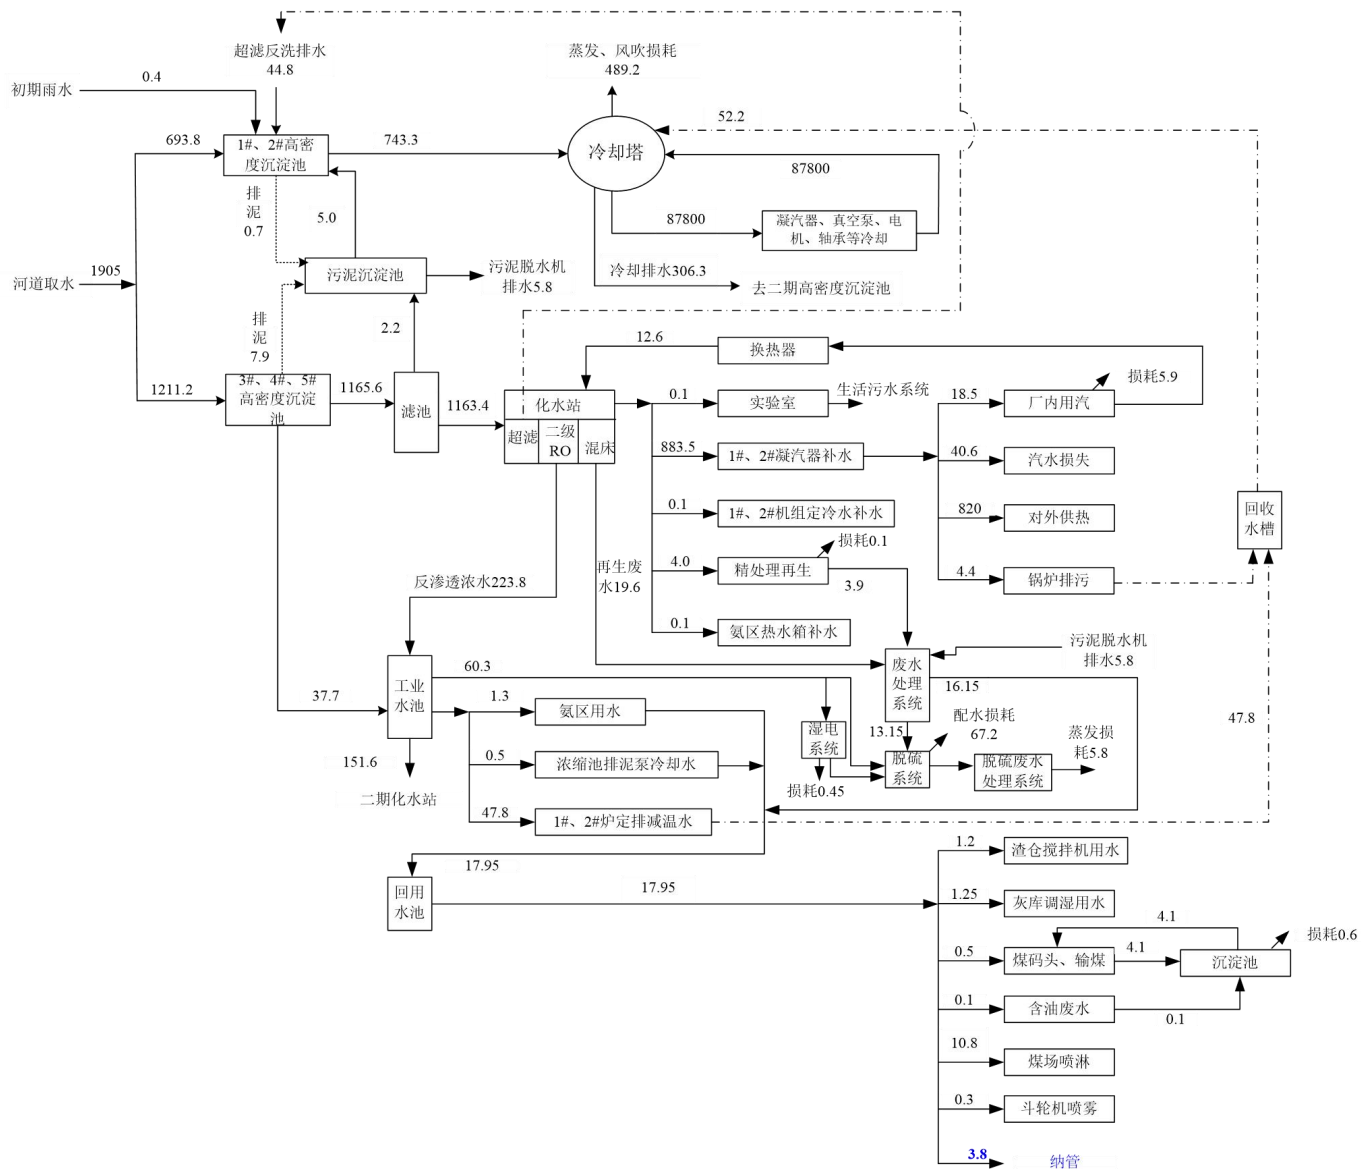 超滤反洗排水
44.8
初期雨水
0.4
蒸发、风吹损耗
489.2
52.2
693.8
1#、2#高密
度沉淀池
743.3
冷却塔
87800
排
泥
0.7
5.0
87800
凝汽器、真空泵、电
机、轴承等冷却
河道取水
1905
污泥沉淀池
污泥脱水机
排水5.8
冷却排水306.3
去二期高密度沉淀池
排
泥
7.9
2.2
12.6
换热器
1211.2
3#、4#、5#
高密度沉淀
池
1165.6
滤池
1163.4
化水站
超滤
二级
RO
混床
0.1
实验室
生活污水系统
18.5
厂内用汽
损耗5.9
883.5
1#、2#凝汽器补水
40.6
汽水损失
0.1
1#、2#机组定冷水补水
820
对外供热
回收
水槽
4.0
精处理再生
损耗0.1
3.9
4.4
锅炉排污
反渗透浓水223.8
再生废
水19.6
0.1
氨区热水箱补水
污泥脱水机
排水5.8
工业
水池
60.3
废水
处理
系统
16.15
37.7
1.3
氨区用水
湿电
系统
13.15
配水损耗
67.2
蒸发损
耗5.8
47.8
151.6
二期化水站
0.5
浓缩池排泥泵冷却水
损耗0.45
脱硫
系统
脱硫废水
处理系统
47.8
1#、2#炉定排减温水
17.95
回用
水池
17.95
1.2
渣仓搅拌机用水
1.25
灰库调湿用水
4.1
0.5
煤码头、输煤
4.1
沉淀池
损耗0.6
0.1
含油废水
0.1
10.8
煤场喷淋
0.3
斗轮机喷雾
3.8
纳管